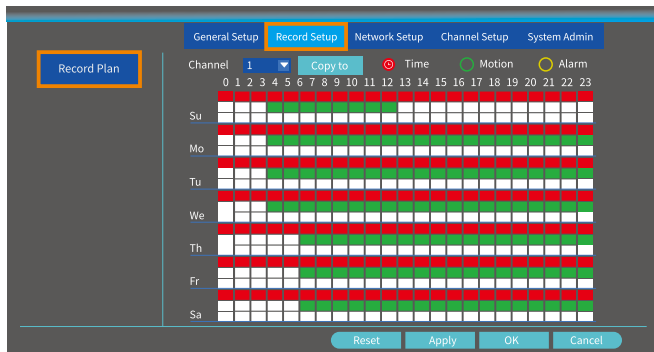 General Setup Record Setup Network Setup Channel Setup System Admin
Record Plan
Channel 1 Copy to Time Motion Alarm
0 1 2 3 4 5 6 7 8 9 10 11 12 13 14 15 16 17 18 19 20 21 22 23
Su
Mo
Tu
We
Th
Fr
Sa
Reset Apply OK Cancel